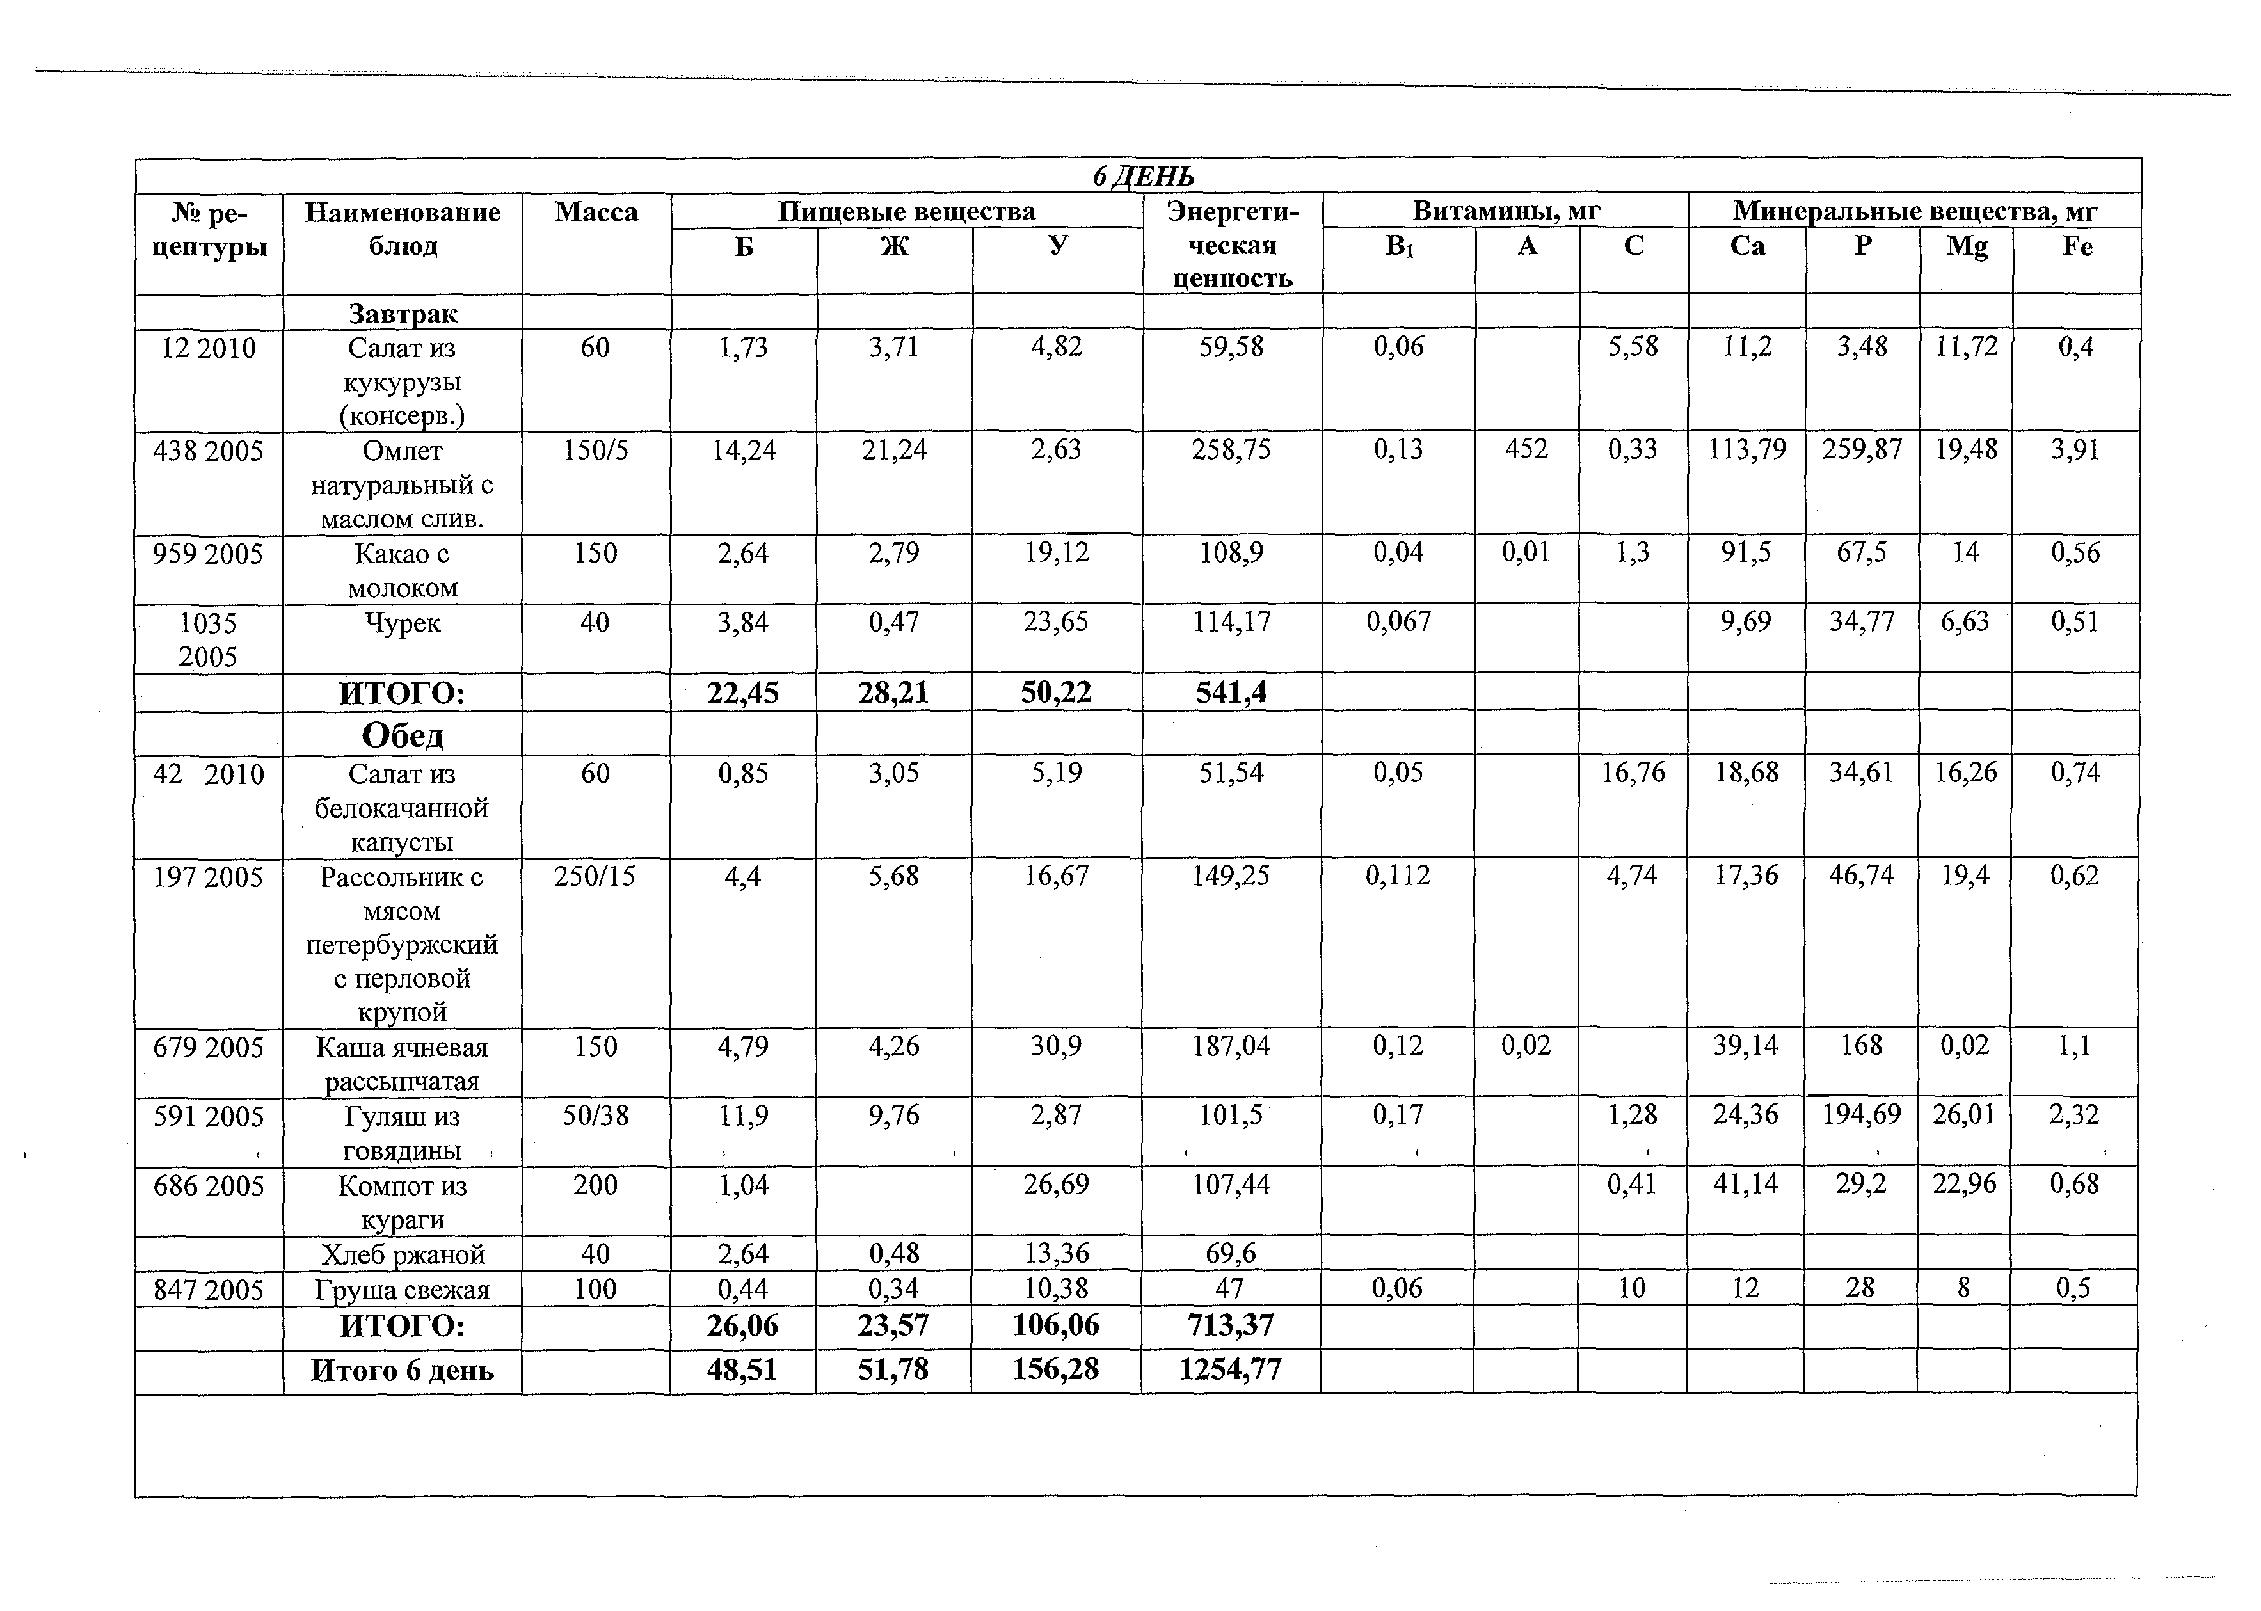 6 ДЕНЬ
№ ре- Наименование Масса Пищевые вещества Энергети- Витамины, мг Минеральные вещества, мг
цептуры блюд Б Ж У ческая B1 А С Ca Р Mg Fe
ценность
Завтрак
12 2010 Салат из 60 1,73 3,71 4,82 59,58 0,06 5,58 11,2 3,48 11,72 0,4
кукурузы
(консерв.)
438 2005 Омлет 150/5 14,24 21,24 2,63 258,75 0,13 452 0,33 113,79 259,87 19,48 3,91
натуральный с
маслом слив.
959 2005 Какао с 150 2,64 2,79 19,12 108,9 0,04 0,01 1,3 91,5 67,5 14 0,56
молоком
1035 Чурек 40 3,84 0,47 23,65 114,17 0,067 9,69 34,77 6,63 0,51
2005
ИТОГО: 22,45 28,21 50,22 541,4
Обед
42 2010 Салат из 60 0,85 3,05 5,19 51,54 0,05 16,76 18,68 34,61 16,26 0,74
белокачанной
капусты
197 2005 Рассольник с 250/15 4,4 5,68 16,67 149,25 0,112 4,74 17,36 46,74 19,4 0,62
мясом
петербуржский
с перловой
крупой
679 2005 Каша ячневая 150 4,79 4,26 30,9 187,04 0,12 0,02 39,14 168 0,02 1,1
рассыпчатая
591 2005 Гуляш из 50/38 11,9 9,76 2,87 101,5 0,17 1,28 24,36 194,69 26,01 2,32
говядины
686 2005 Компот из 200 1,04 26,69 107,44 0,41 41,14 29,2 22,96 0,68
кураги
Хлеб ржаной 40 2,64 0,48 13,36 69,6
847 2005 Груша свежая 100 0,44 0,34 10,38 47 0,06 10 12 28 8 0,5
ИТОГО: 26,06 23,57 106,06 713,37
Итого 6 день 48,51 51,78 156,28 1254,77